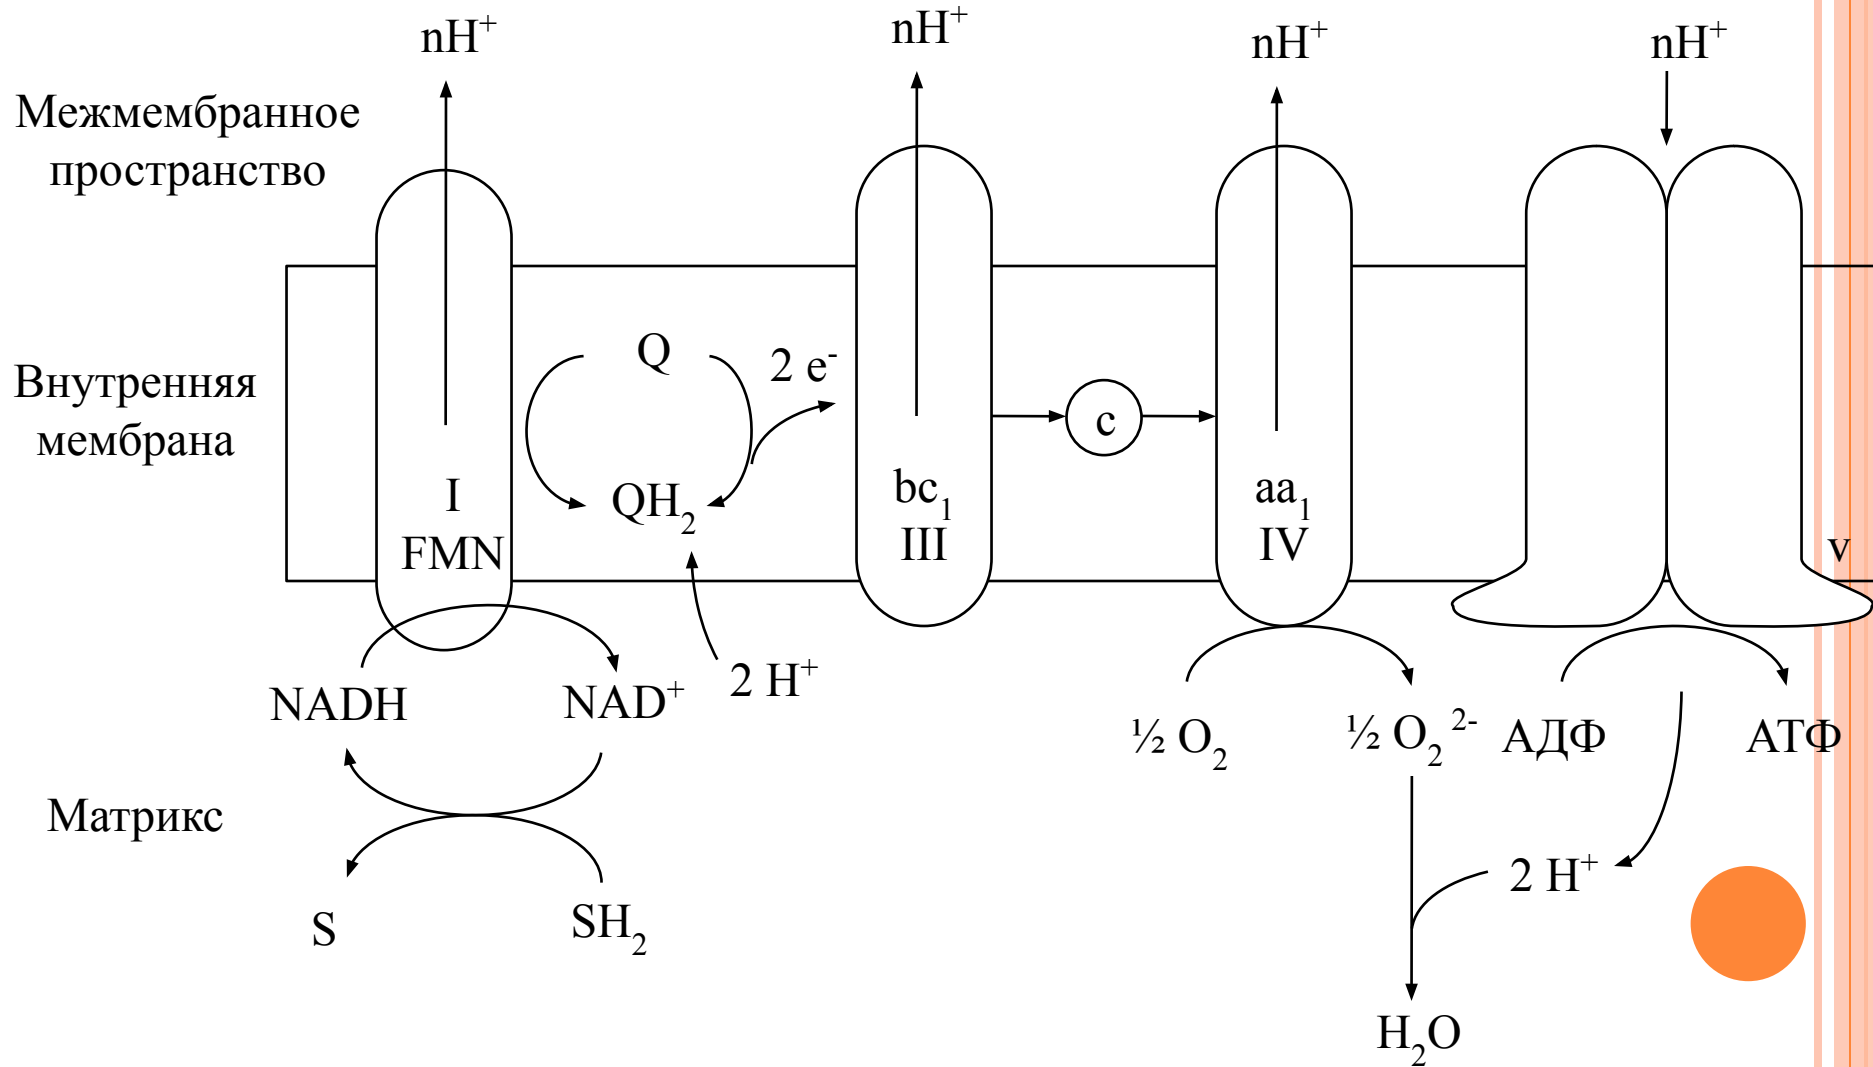 nH⁺ nH⁺ nH⁺ nH⁺
Межмембранное
пространство
Внутренняя
мембрана
Q
2 e⁻
QH₂
c
I
FMN
bc₁
III
aa₁
IV
v
NADH NAD⁺
2 H⁺
½ O₂
½ O₂ ²⁻
АДФ
АТФ
Матрикс
S
SH₂
2 H⁺
H₂O